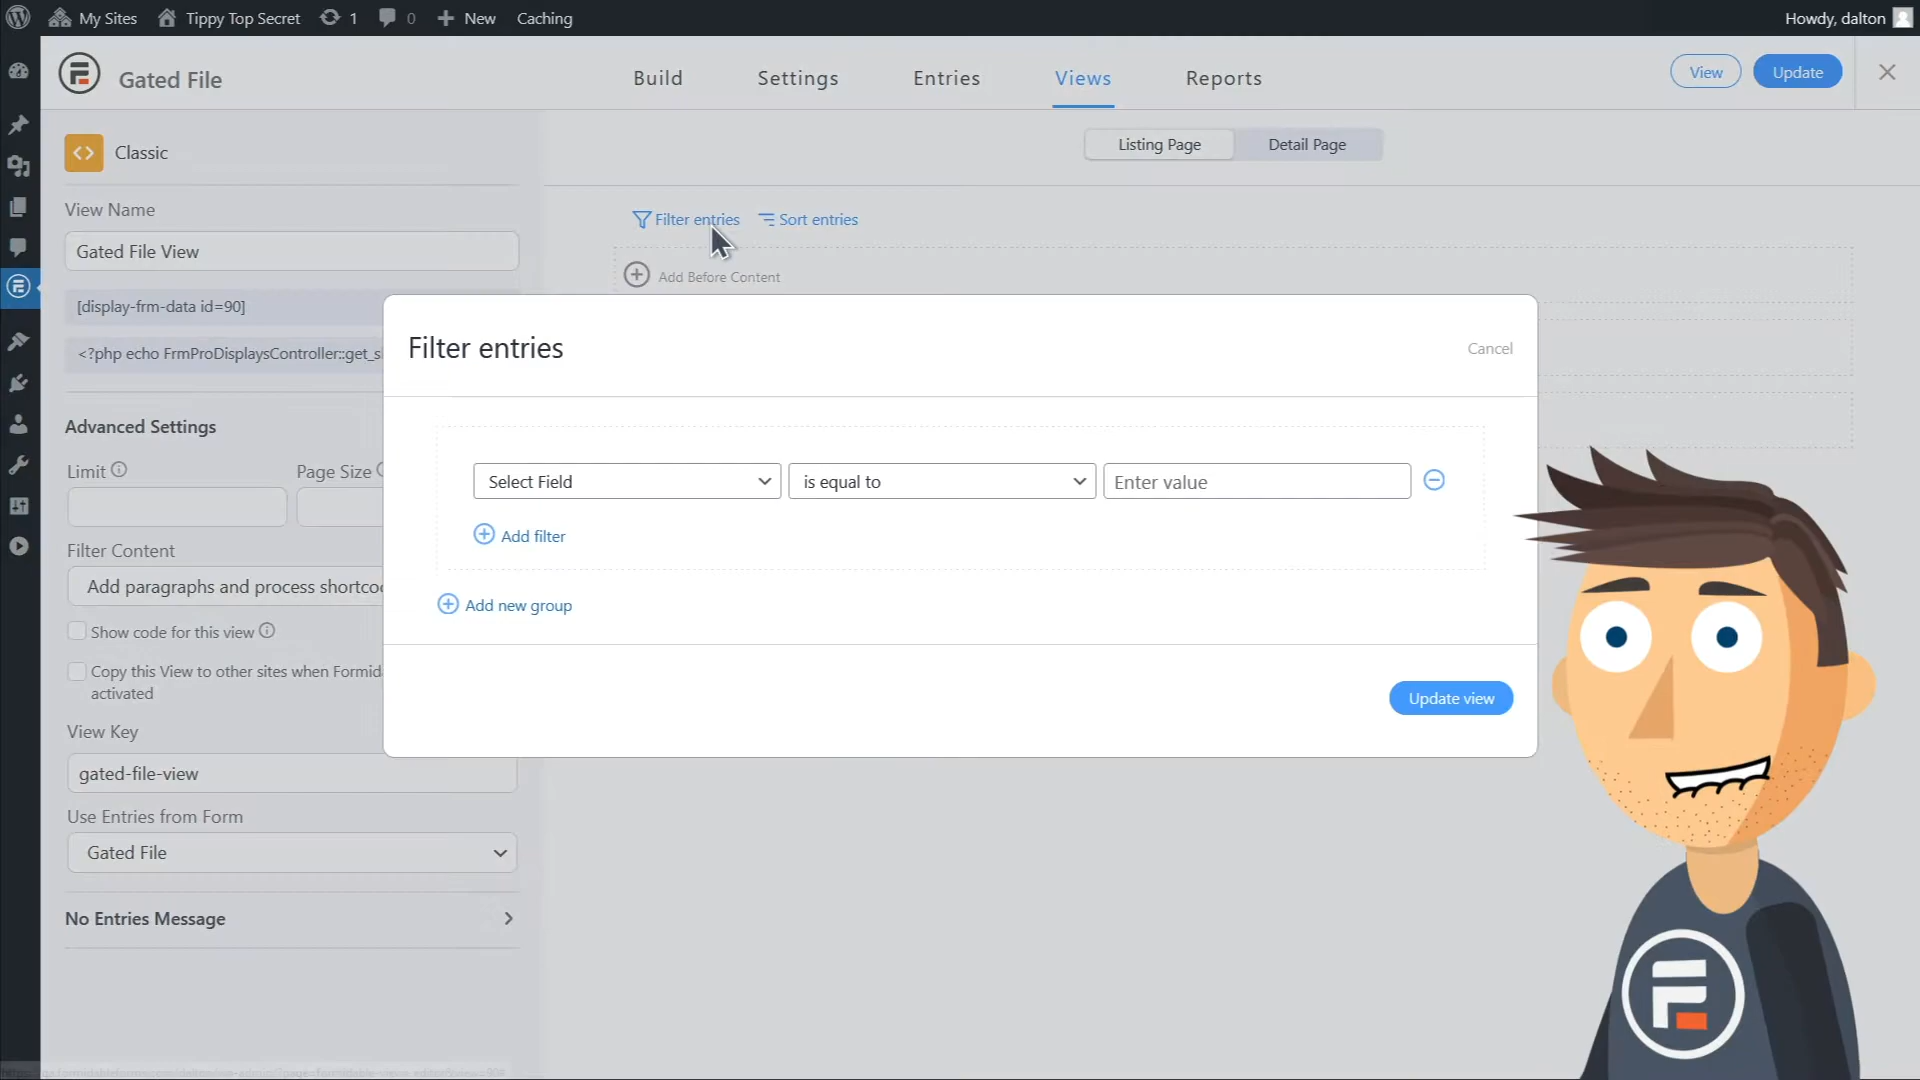 My Sites
Tippy Top Secret
1
0
New
Caching
Howdy, dalton
Gated File
Build
Settings
Entries
Views
Reports
View
Update
Classic
Listing Page
Detail Page
View Name
Gated File View
Filter entries
Sort entries
Add Before Content
[display-frm-data id=90]
<?php echo FrmProDisplaysController::get_s
Filter entries
Cancel
Advanced Settings
Limit
Page Size
Select Field
is equal to
Enter value
Add filter
Filter Content
Add paragraphs and process shortco
Add new group
Show code for this view
Copy this View to other sites when Formid
activated
Update view
View Key
gated-file-view
Use Entries from Form
Gated File
No Entries Message